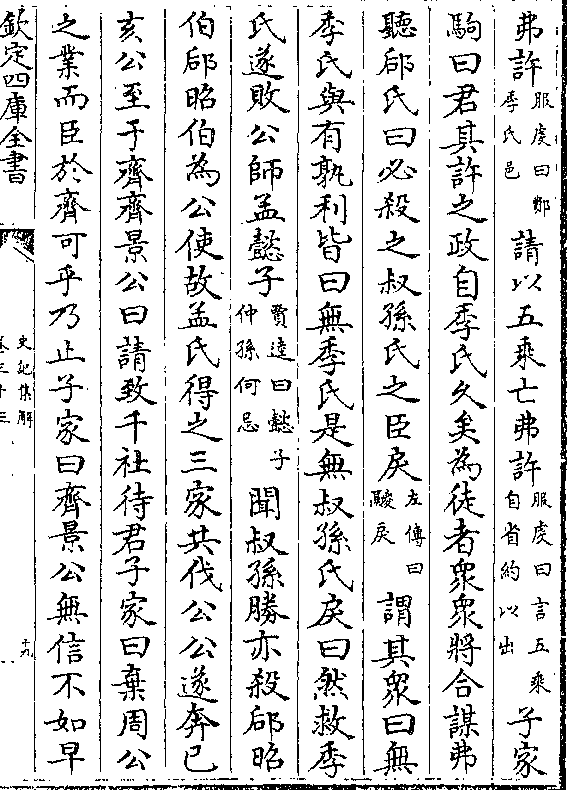 弗許服虔曰鄪季氏邑請以五乘亡弗許服虔曰言五乘自省約以出子家
駒曰君其許之政自季氏久矣為徒者衆衆將合謀弗
聽郈氏曰必殺之叔孫氏之臣戾左傳曰鬷戾謂其衆曰無
季氏與有孰利皆曰無季氏是無叔孫氏戾曰然救季
氏遂敗公師孟懿子賈逵曰懿子仲孫何忌聞叔孫勝亦殺郈昭
伯郈昭伯為公使故孟氏得之三家共伐公公遂奔已
亥公至于齊齊景公曰請致千社待君子家曰棄周公
之業而臣於齊可乎乃止子家曰齊景公無信不如早
欽定四庫全書
史記集解
卷三十三
十九